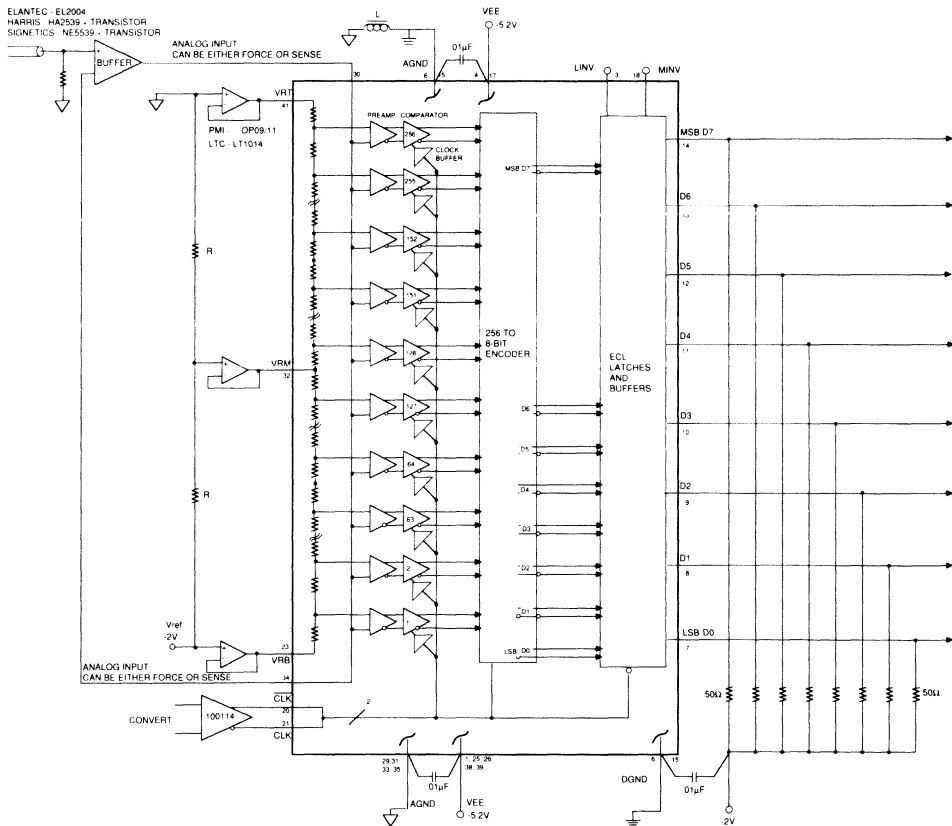 ELANTEC - EL2004
HARRIS HA2539 + TRANSISTOR
SIGNETICS - NE5539 + TRANSISTOR
BUFFER
ANALOG INPUT
CAN BE EITHER FORCE OR SENSE
L
VEE
-5 2V
AGND
01µF
6
5
4
17
30
LINV
3
18
MINV
VRT
41
PMI - OP09/11
LTC - LT1014
PREAMP COMPARATOR
256
CLOCK
BUFFER
255
152
151
128
127
64
63
2
1
R
VRM
32
R
Vref
-2V
23
VRB
34
ANALOG INPUT
CAN BE EITHER FORCE OR SENSE
CONVERT
100114
CLK
20
21
CLK
2
256 TO
8-BIT
ENCODER
MSB D7
D6
D5
D4
D3
D2
D1
LSB D0
ECL
LATCHES
AND
BUFFERS
MSB D7
14
D6
D5
12
D4
11
D3
10
D2
9
D1
8
LSB D0
7
50Ω
50Ω
29,31
33, 35
AGND
01µF
1, 25, 26
38, 39
VEE
-5 2V
DGND
6
15
01µF
-2V